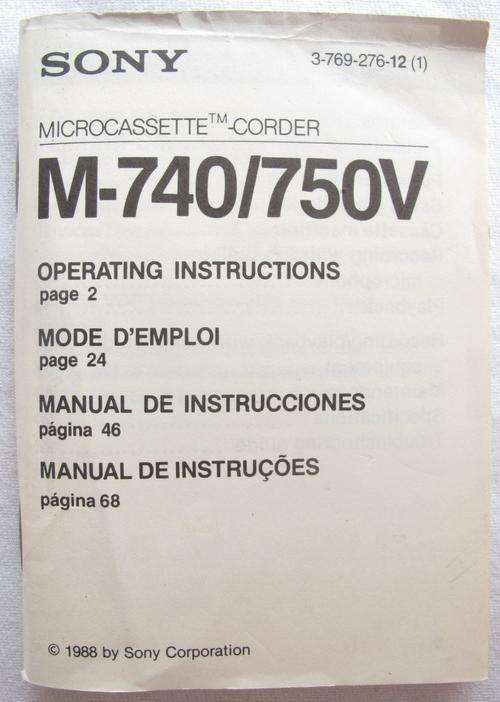 SONY
3-769-276-12 (1)
MICROCASSETTE™-CORDER
M-740/750V
OPERATING INSTRUCTIONS
page 2
MODE D'EMPLOI
page 24
MANUAL DE INSTRUCCIONES
página 46
MANUAL DE INSTRUÇÕES
página 68
© 1988 by Sony Corporation